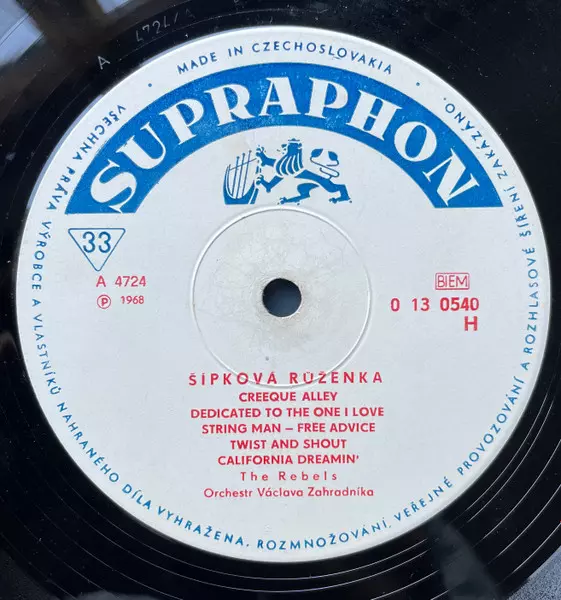 A 4724
MADE IN CZECHOSLOVAKIA
SUPRAPHON
33
A 4724
Ⓟ 1968
BIEM
0 13 0540
H
ŠÍPKOVÁ RŮŽENKA
CREEQUE ALLEY
DEDICATED TO THE ONE I LOVE
STRING MAN – FREE ADVICE
TWIST AND SHOUT
CALIFORNIA DREAMIN'
The Rebels
Orchestr Václava Zahradníka
VŠECHNA PRÁVA VÝROBCE A VLASTNÍKŮ NAHRANÉHO DÍLA VYHRAŽENA. ROZMNOŽOVÁNÍ, VEŘEJNÉ PROVOZOVÁNÍ A ROZHLASOVÉ ŠÍŘENÍ ZAKÁZÁNO.